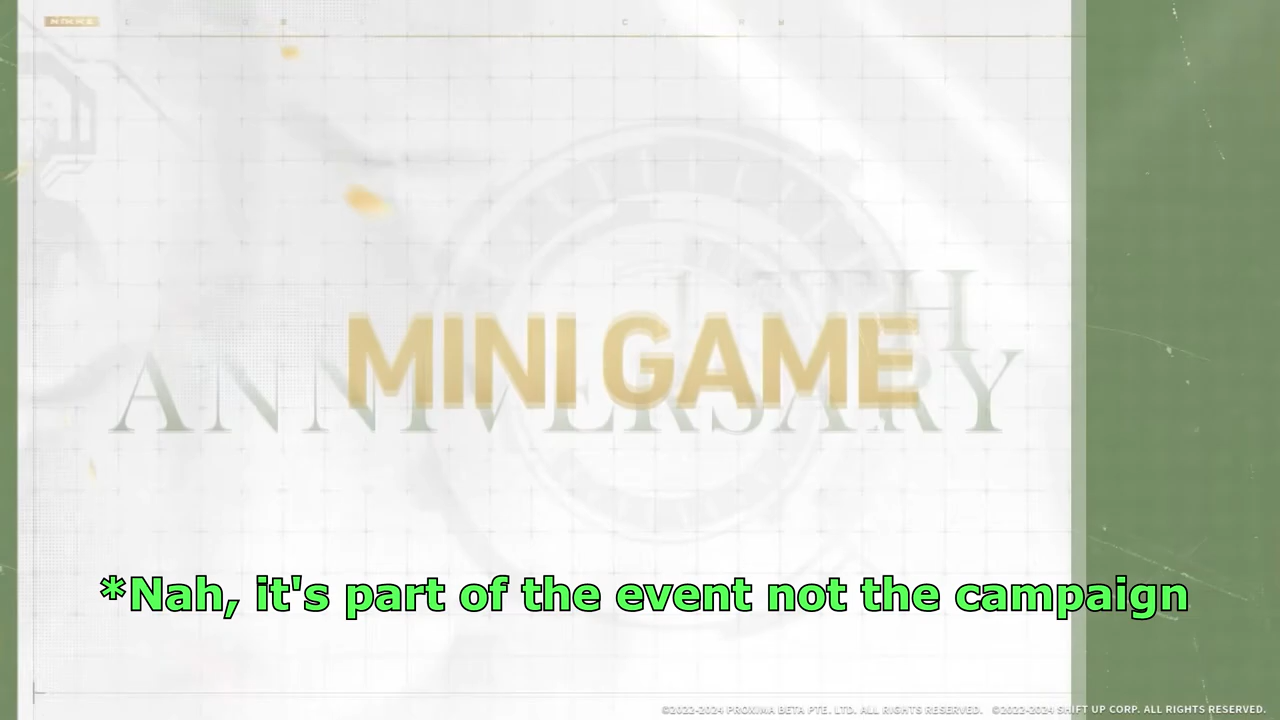 NIKKE
MINI GAME
ANNIVERSARY
*Nah, it's part of the event not the campaign
©2022-2024 PROXIMA BETA PTE. LTD. ALL RIGHTS RESERVED. ©2022-2024 SHIFT UP CORP. ALL RIGHTS RESERVED.